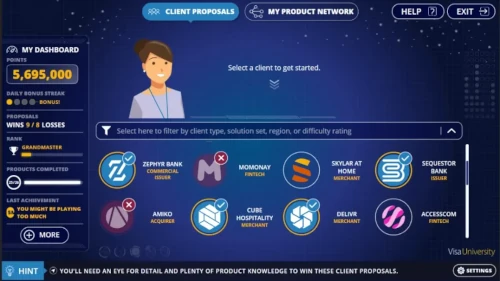 CLIENT PROPOSALS
MY PRODUCT NETWORK
HELP ?
EXIT
MY DASHBOARD
POINTS
5,695,000
DAILY BONUS STREAK
BONUS!
PROPOSALS
WINS 9 / 8 LOSSES
RANK
GRANDMASTER
PRODUCTS COMPLETED
LAST ACHIEVEMENT
YOU MIGHT BE PLAYING
TOO MUCH
+ MORE
Select a client to get started.
Select here to filter by client type, solution set, region, or difficulty rating
ZEPHYR BANK
COMMERCIAL
ISSUER
MOMONAY
FINTECH
SKYLAR AT
HOME
MERCHANT
SEQUESTOR
BANK
ISSUER
AMIKO
ACQUIRER
CUBE
HOSPITALITY
MERCHANT
DELIVR
MERCHANT
ACCESSCOM
FINTECH
Visa University
HINT
YOU'LL NEED AN EYE FOR DETAIL AND PLENTY OF PRODUCT KNOWLEDGE TO WIN THESE CLIENT PROPOSALS.
SETTINGS